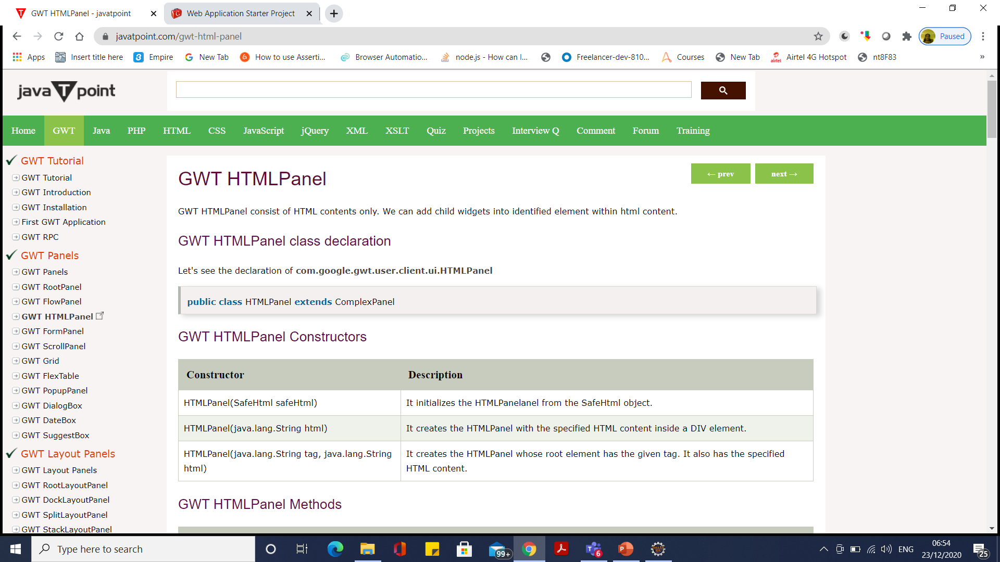 GWT HTMLPanel - javatpoint
Web Application Starter Project
javatpoint.com/gwt-html-panel
Paused
Apps
Insert title here
Empire
New Tab
How to use Asserti...
Browser Automatio...
node.js - How can I...
Freelancer-dev-810...
Courses
New Tab
Airtel 4G Hotspot
nt8F83
»
java T point
Home GWT Java PHP HTML CSS JavaScript jQuery XML XSLT Quiz Projects Interview Q Comment Forum Training
GWT Tutorial
GWT Tutorial
GWT Introduction
GWT Installation
First GWT Application
GWT RPC
GWT Panels
GWT Panels
GWT RootPanel
GWT FlowPanel
GWT HTMLPanel
GWT FormPanel
GWT ScrollPanel
GWT Grid
GWT FlexTable
GWT PopupPanel
GWT DialogBox
GWT DateBox
GWT SuggestBox
GWT Layout Panels
GWT Layout Panels
GWT RootLayoutPanel
GWT DockLayoutPanel
GWT SplitLayoutPanel
GWT StackLayoutPanel
GWT HTMLPanel
← prev
next →
GWT HTMLPanel consist of HTML contents only. We can add child widgets into identified element within html content.
GWT HTMLPanel class declaration
Let's see the declaration of com.google.gwt.user.client.ui.HTMLPanel
public class HTMLPanel extends ComplexPanel
GWT HTMLPanel Constructors
Constructor Description
HTMLPanel(SafeHtml safeHtml) It initializes the HTMLPanelanel from the SafeHtml object.
HTMLPanel(java.lang.String html) It creates the HTMLPanel with the specified HTML content inside a DIV element.
HTMLPanel(java.lang.String tag, java.lang.String
html)
It creates the HTMLPanel whose root element has the given tag. It also has the specified
HTML content.
GWT HTMLPanel Methods
Type here to search
99+
6
ENG
06:54
23/12/2020
25